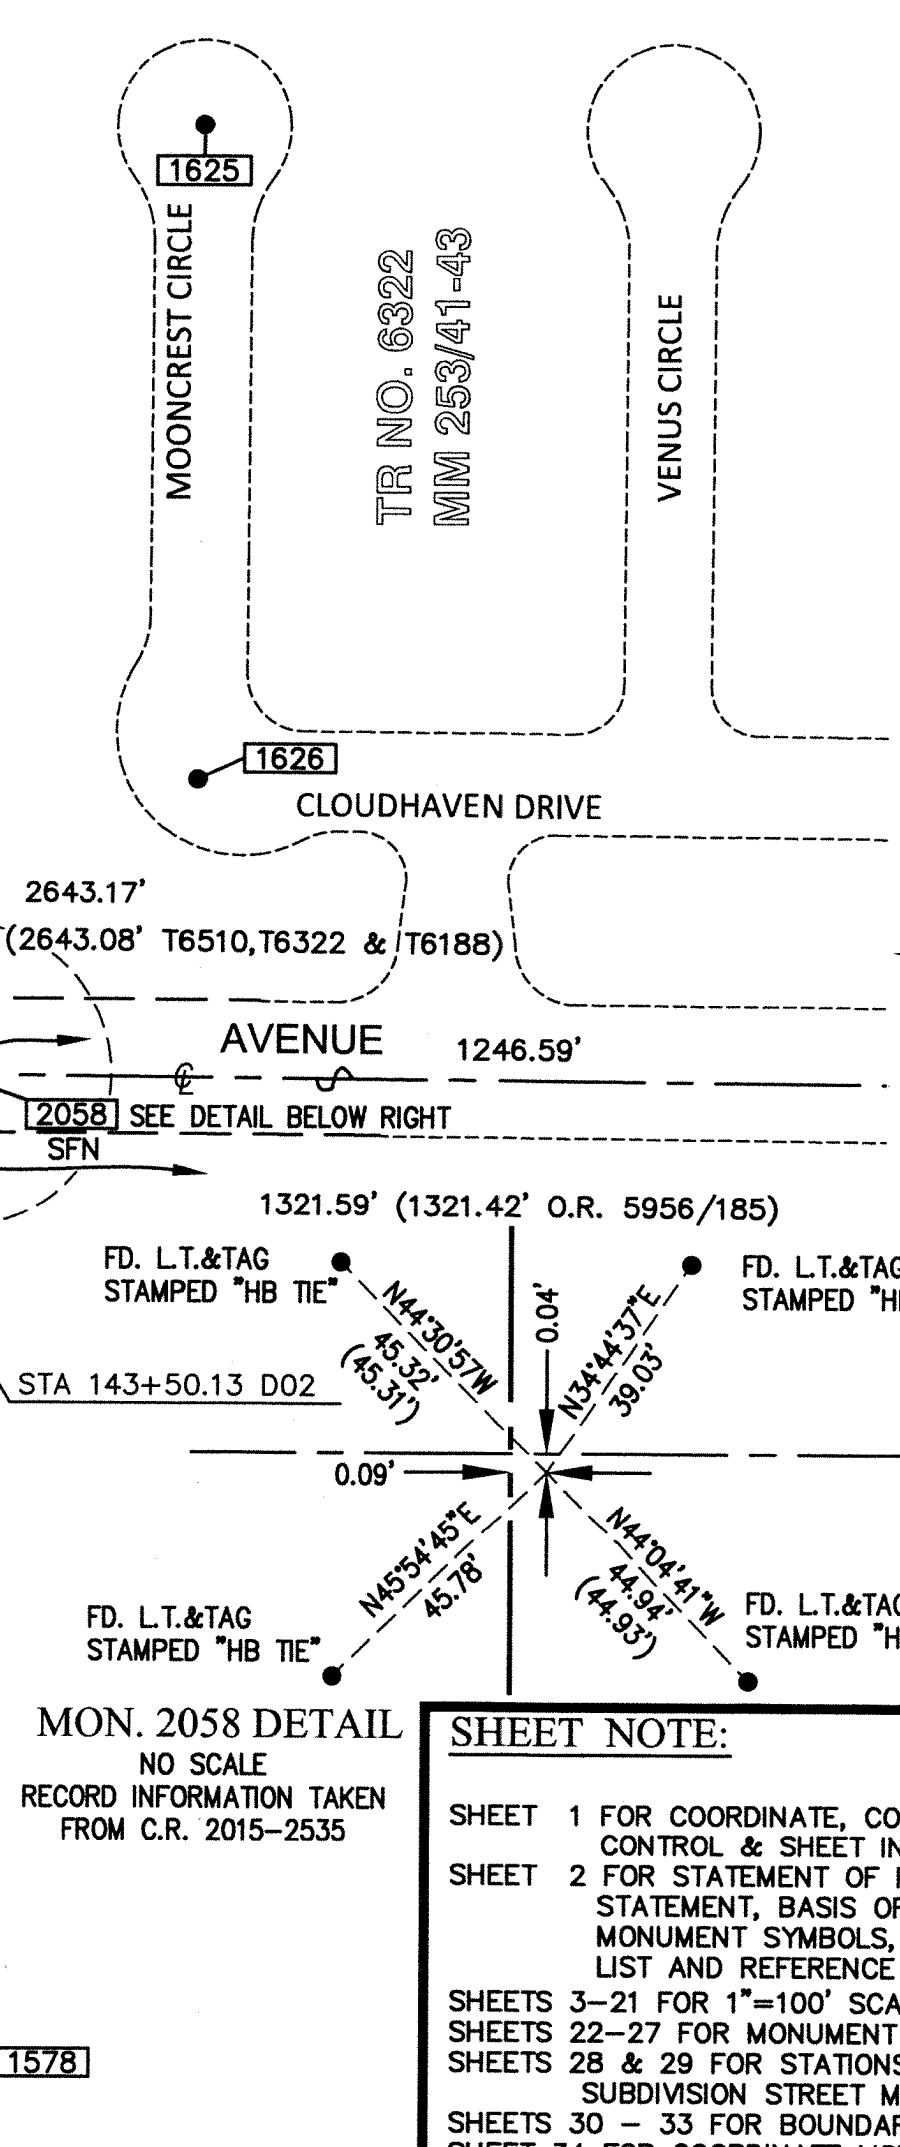 1625
MOONCREST CIRCLE
TR NO. 6322
MM 253/41-43
VENUS CIRCLE
1626
CLOUDHAVEN DRIVE
2643.17'
(2643.08' T6510,T6322 & T6188)
AVENUE
1246.59'
2058 SEE DETAIL BELOW RIGHT
SFN
1321.59' (1321.42' O.R. 5956/185)
FD. L.T.&TAG
STAMPED "HB TIE"
FD. L.T.&TAG
STAMPED "H
N44°30'57"W
45.32'
(45.31')
0.04'
N34°44'37"E
39.03'
STA 143+50.13 D02
0.09'
N45°54'45"E
45.78'
N44°04'41"W
44.94'
(44.93')
FD. L.T.&TAG
STAMPED "HB TIE"
FD. L.T.&TAG
STAMPED "H
MON. 2058 DETAIL
NO SCALE
RECORD INFORMATION TAKEN
FROM C.R. 2015-2535
SHEET NOTE:
SHEET 1 FOR COORDINATE, CO
CONTROL & SHEET IN
SHEET 2 FOR STATEMENT OF
STATEMENT, BASIS OF
MONUMENT SYMBOLS,
LIST AND REFERENCE
SHEETS 3-21 FOR 1"=100' SCA
SHEETS 22-27 FOR MONUMENT
SHEETS 28 & 29 FOR STATIONS
SUBDIVISION STREET M
SHEETS 30 - 33 FOR BOUNDAR
1578